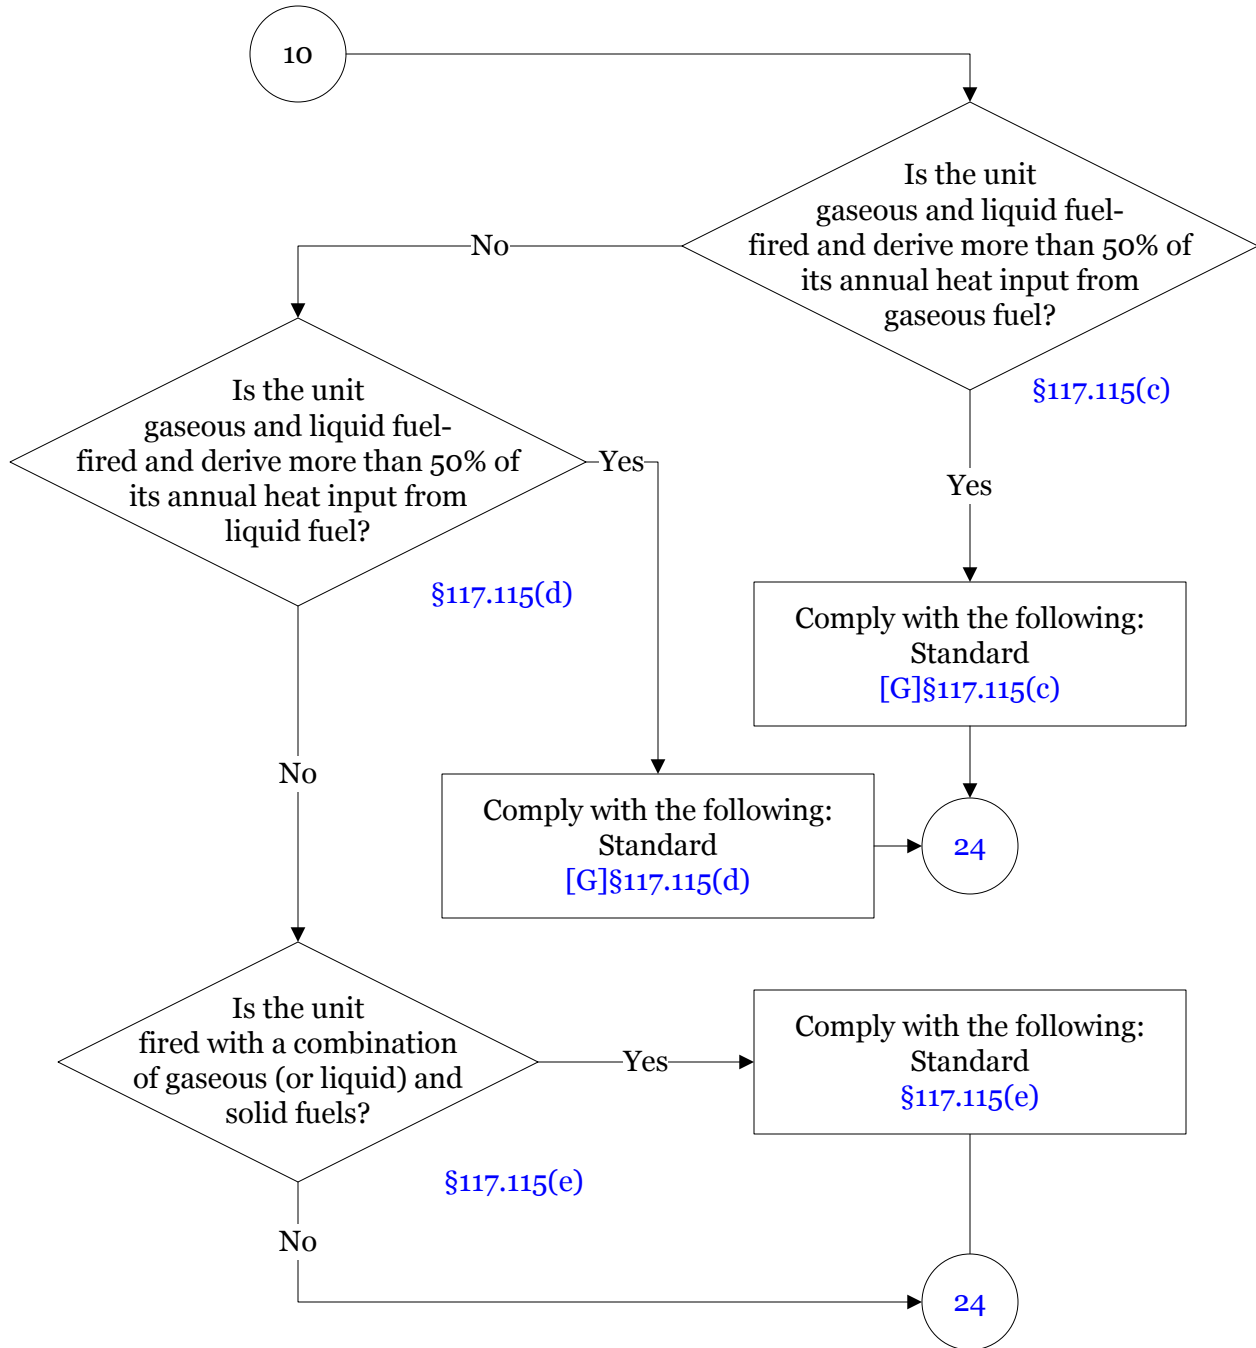 10
Is the unit
gaseous and liquid fuel-
fired and derive more than 50% of
its annual heat input from
gaseous fuel?
No
§117.115(c)
Is the unit
gaseous and liquid fuel-
fired and derive more than 50% of
its annual heat input from
liquid fuel?
Yes
Yes
§117.115(d)
Comply with the following:
Standard
[G]§117.115(c)
No
Comply with the following:
Standard
[G]§117.115(d)
24
Is the unit
fired with a combination
of gaseous (or liquid) and
solid fuels?
Yes
Comply with the following:
Standard
§117.115(e)
§117.115(e)
No
24